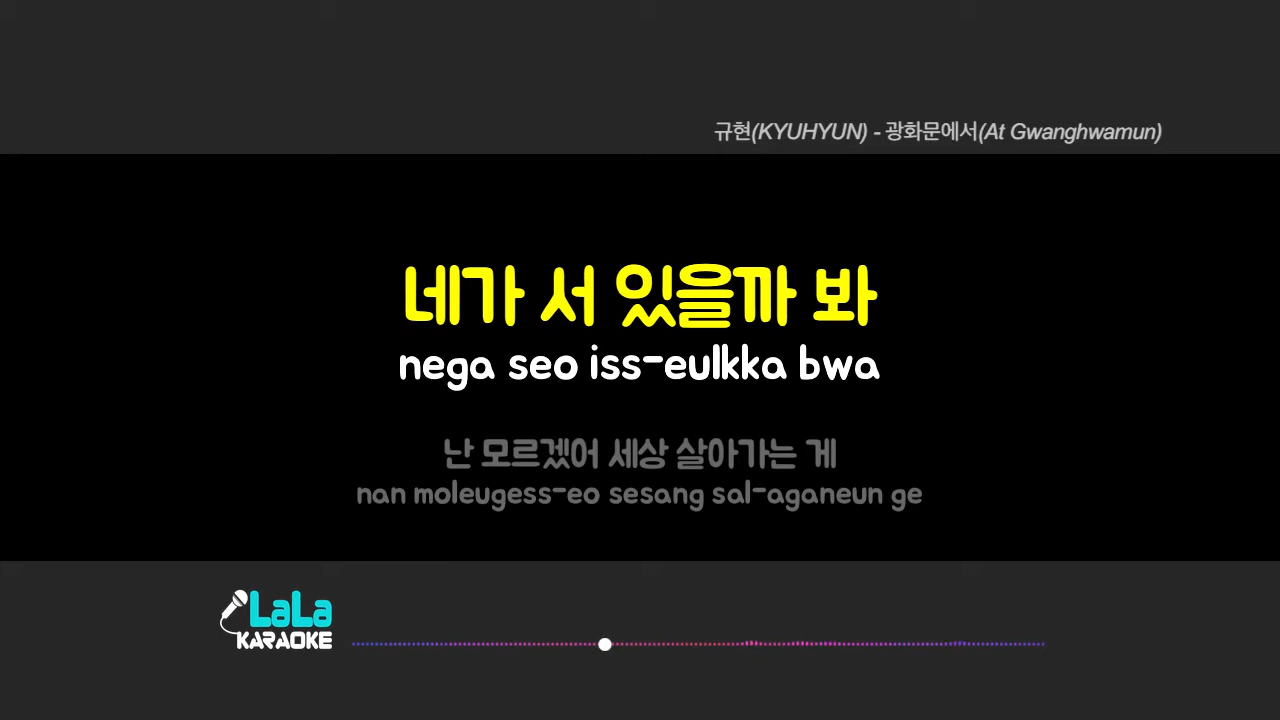 규현(KYUHYUN) - 광화문에서(At Gwanghwamun)
네가 서 있을까 봐
nega seo iss-eulkka bwa
난 모르겠어 세상 살아가는 게
nan moleugess-eo sesang sal-aganeun ge
LaLa
KARAOKE